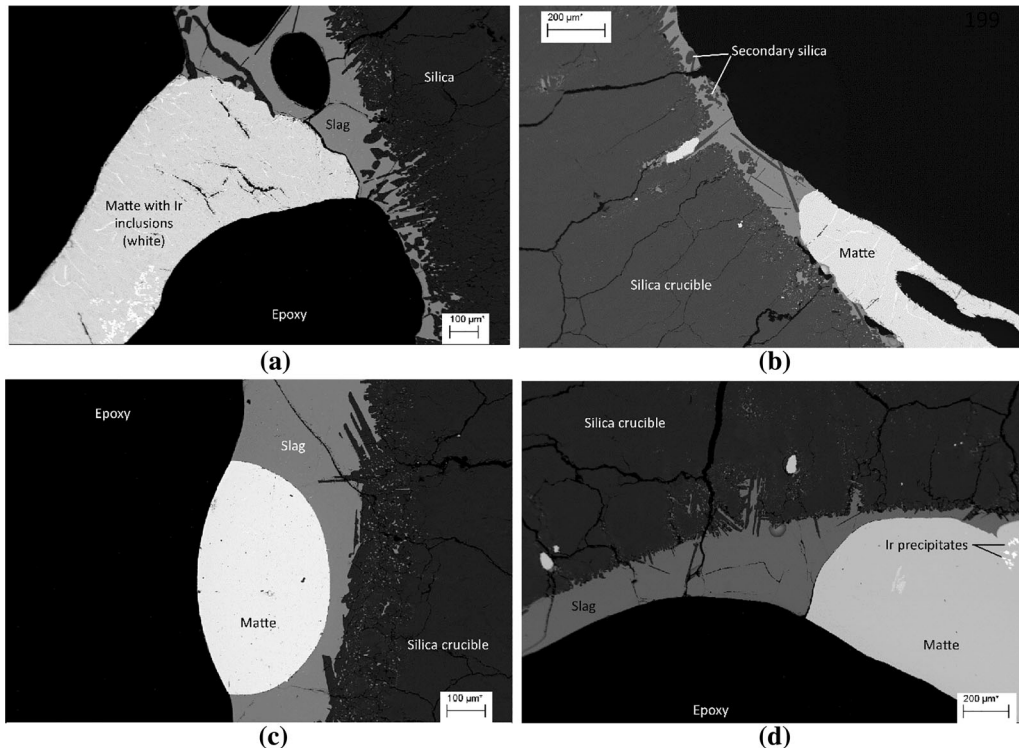 Silica
Slag
Matte with Ir
inclusions
(white)
Epoxy
100 µm*
(a)
200 µm*
199
Secondary silica
Matte
Silica crucible
(b)
Epoxy
Slag
Matte
Silica crucible
100 µm*
(c)
Silica crucible
Ir precipitates
Slag
Matte
Epoxy
200 µm*
(d)